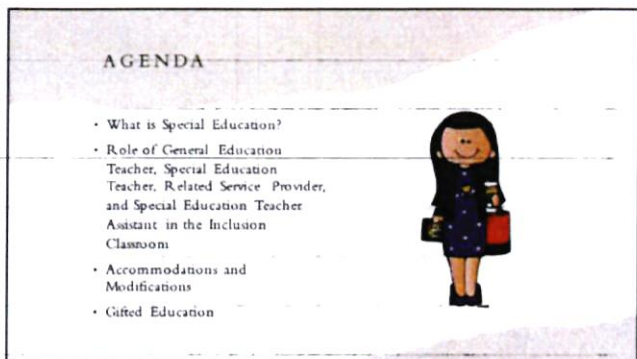 AGENDA
• What is Special Education?
• Role of General Education
Teacher, Special Education
Teacher, Related Service Provider,
and Special Education Teacher
Assistant in the Inclusion
Classroom
• Accommodations and
Modifications
• Gifted Education